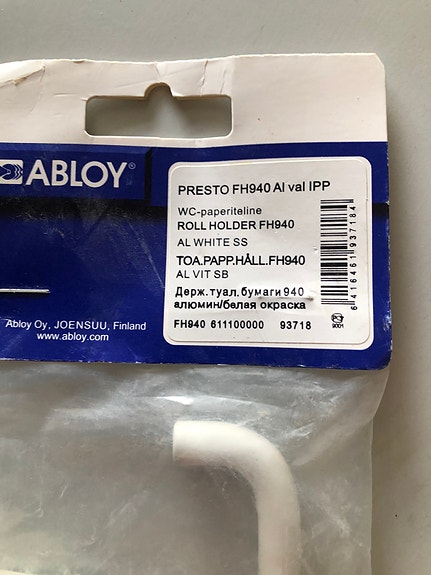 ABLOY®
PRESTO FH940 Al val IPP
WC-paperiteline
ROLL HOLDER FH940
AL WHITE SS
TOA.PAPP.HÅLL.FH940
AL VIT SB
Держ.туал.бумаги 940
алюмин/белая окраска
FH940 611100000 93718
6416461937184
9001
Abloy Oy, JOENSUU, Finland
www.abloy.com